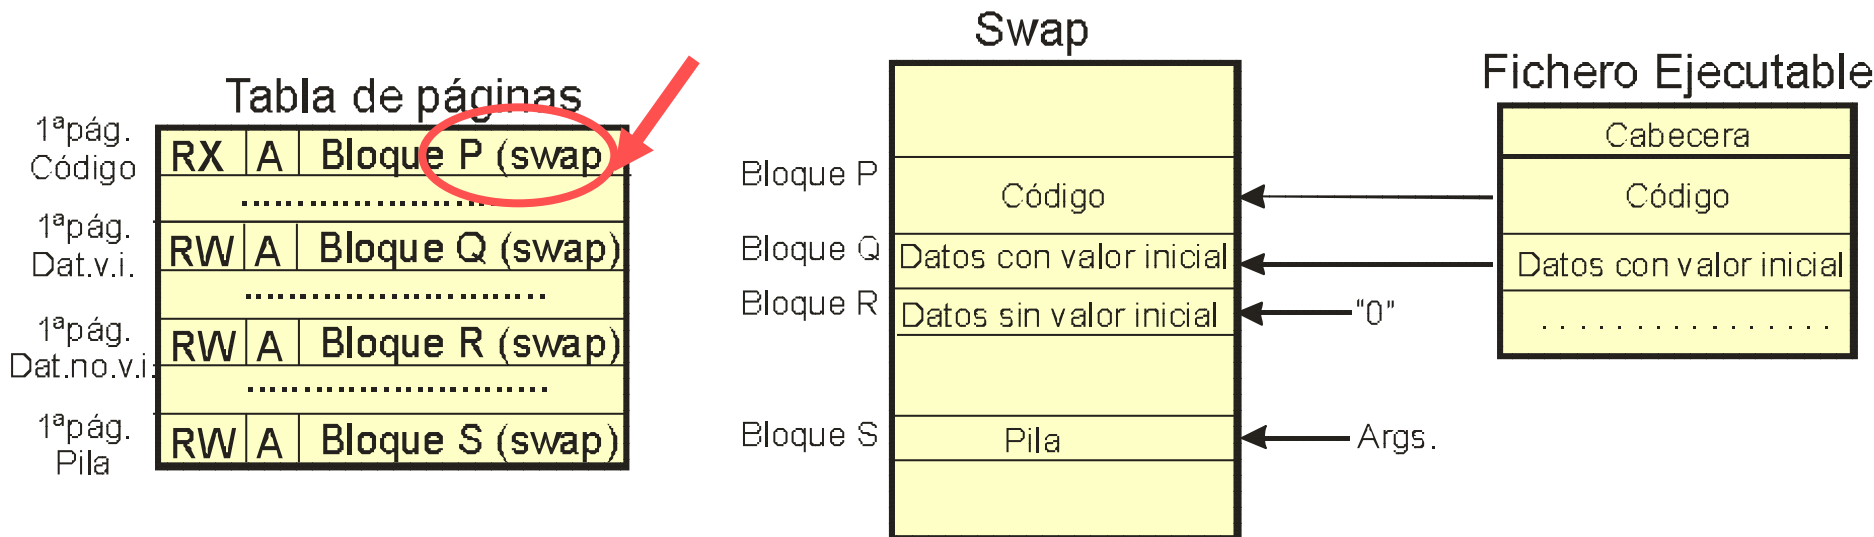 Tabla de páginas
1ªpág.
Código
RX A Bloque P (swap
..........................
1ªpág.
Dat.v.i.
RW A Bloque Q (swap)
..........................
1ªpág.
Dat.no.v.i.
RW A Bloque R (swap)
..........................
1ªpág.
Pila
RW A Bloque S (swap)
Swap
Bloque P
Código
Bloque Q
Datos con valor inicial
Bloque R
Datos sin valor inicial
"0"
Bloque S
Pila
Args.
Fichero Ejecutable
Cabecera
Código
Datos con valor inicial
................